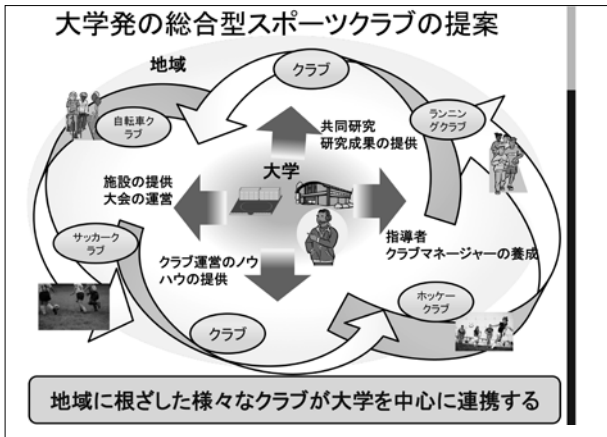 大学発の総合型スポーツクラブの提案
地域
クラブ
自転車ク
ラブ
ランニン
グクラブ
共同研究
研究成果の提供
大学
施設の提供
大会の運営
指導者
クラブマネージャーの養成
サッカーク
ラブ
クラブ運営のノウ
ハウの提供
ホッケー
クラブ
クラブ
地域に根ざした様々なクラブが大学を中心に連携する